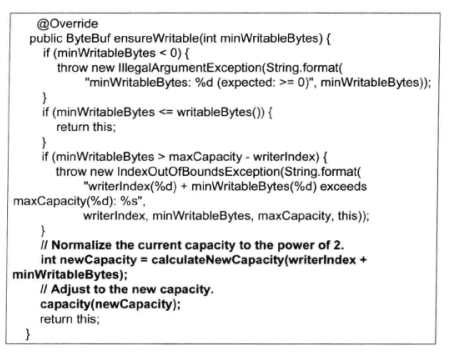 @Override
public ByteBuf ensureWritable(int minWritableBytes) {
if (minWritableBytes < 0) {
throw new IllegalArgumentException(String.format(
"minWritableBytes: %d (expected: >= 0)", minWritableBytes));
}
if (minWritableBytes <= writableBytes()) {
return this;
}
if (minWritableBytes > maxCapacity - writerIndex) {
throw new IndexOutOfBoundsException(String.format(
"writerIndex(%d) + minWritableBytes(%d) exceeds
maxCapacity(%d): %s",
writerIndex, minWritableBytes, maxCapacity, this));
}
// Normalize the current capacity to the power of 2.
int newCapacity = calculateNewCapacity(writerIndex +
minWritableBytes);
// Adjust to the new capacity.
capacity(newCapacity);
return this;
}